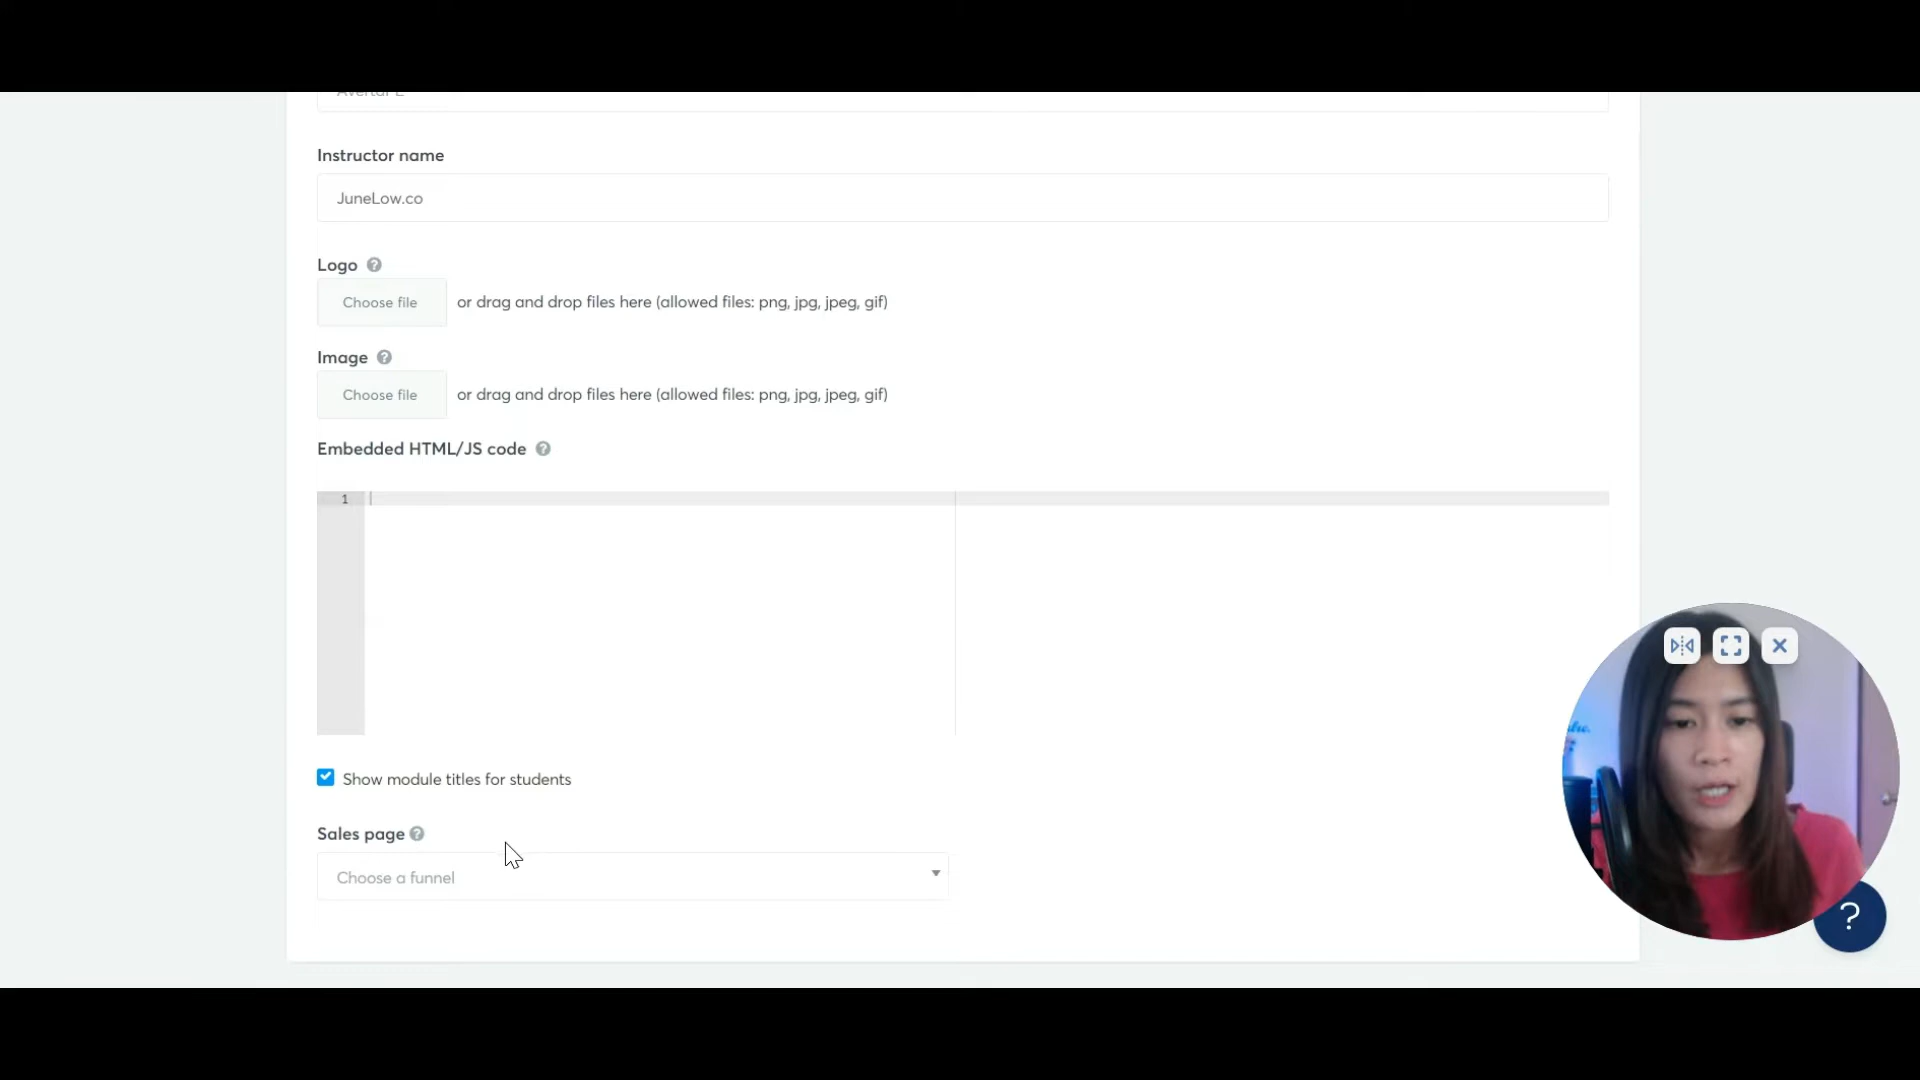 Instructor name
JuneLow.co
Logo ?
Choose file or drag and drop files here (allowed files: png, jpg, jpeg, gif)
Image ?
Choose file or drag and drop files here (allowed files: png, jpg, jpeg, gif)
Embedded HTML/JS code ?
1
Show module titles for students
Sales page ?
Choose a funnel
?